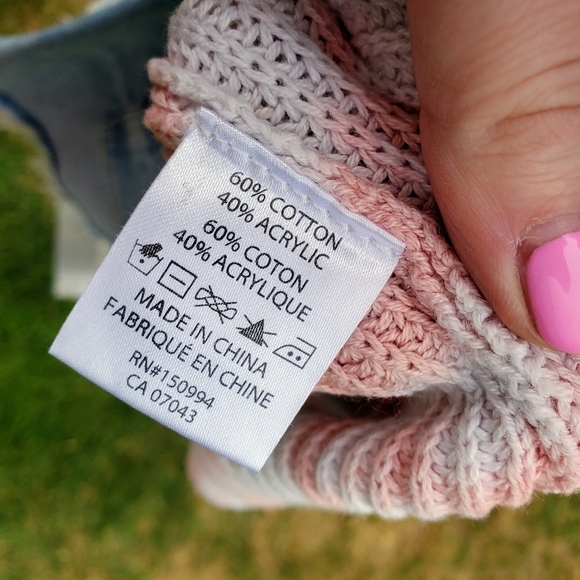 60% COTTON
40% ACRYLIC
60% COTON
40% ACRYLIQUE
MADE IN CHINA
FABRIQUÉ EN CHINE
RN#150994
CA 07043